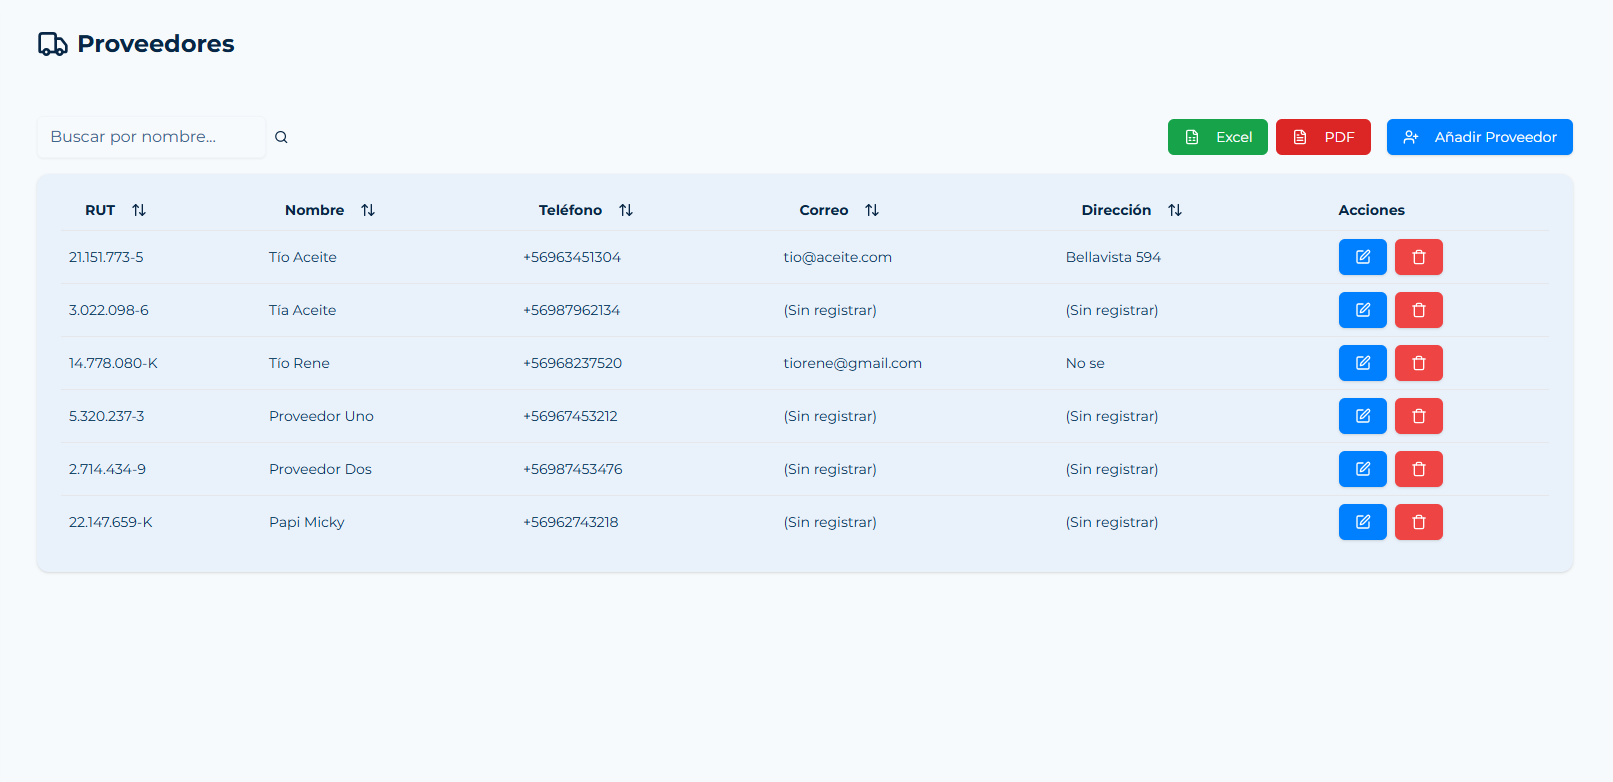 Proveedores
Buscar por nombre... Excel PDF Añadir Proveedor
RUT Nombre Teléfono Correo Dirección Acciones
21.151.773-5 Tío Aceite +56963451304 tio@aceite.com Bellavista 594
3.022.098-6 Tía Aceite +56987962134 (Sin registrar) (Sin registrar)
14.778.080-K Tío Rene +56968237520 tiorene@gmail.com No se
5.320.237-3 Proveedor Uno +56967453212 (Sin registrar) (Sin registrar)
2.714.434-9 Proveedor Dos +56987453476 (Sin registrar) (Sin registrar)
22.147.659-K Papi Micky +56962743218 (Sin registrar) (Sin registrar)